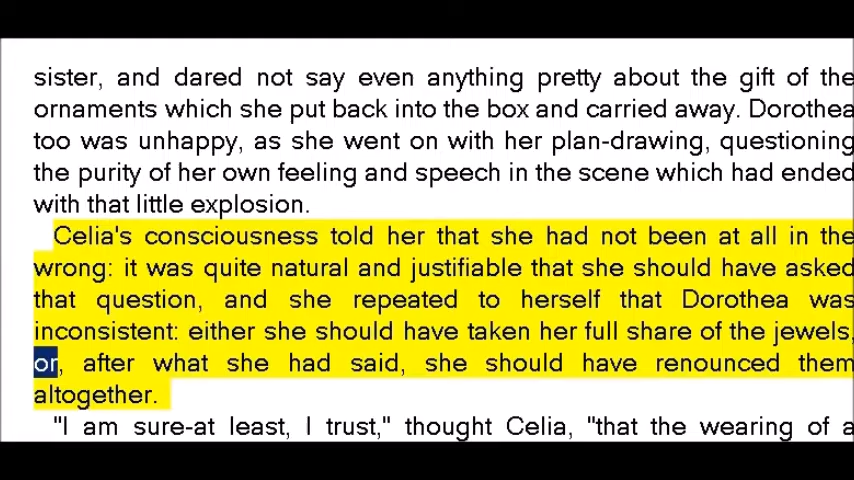 sister, and dared not say even anything pretty about the gift of the
ornaments which she put back into the box and carried away. Dorothea
too was unhappy, as she went on with her plan-drawing, questioning
the purity of her own feeling and speech in the scene which had ended
with that little explosion.
Celia's consciousness told her that she had not been at all in the
wrong: it was quite natural and justifiable that she should have asked
that question, and she repeated to herself that Dorothea was
inconsistent: either she should have taken her full share of the jewels,
or, after what she had said, she should have renounced them
altogether.
"I am sure-at least, I trust," thought Celia, "that the wearing of a